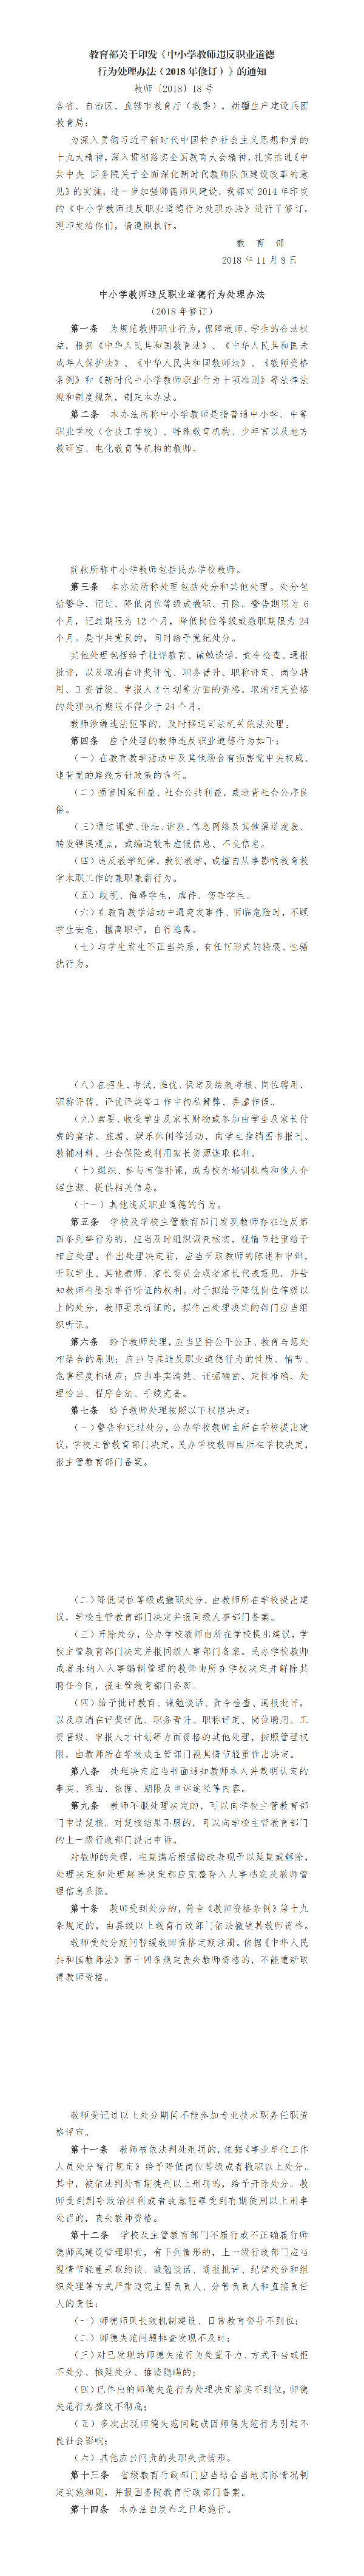 教育部关于印发《中小学教师违反职业道德
行为处理办法（2018年修订）》的通知
教师〔2018〕18号
各省、自治区、直辖市教育厅（教委），新疆生产建设兵团
教育局：
为深入贯彻习近平新时代中国特色社会主义思想和党的
十九大精神，深入贯彻落实全国教育大会精神，扎实推进《中
共中央 国务院关于全面深化新时代教师队伍建设改革的意
见》的实施，进一步加强师德师风建设，我部对2014年印发
的《中小学教师违反职业道德行为处理办法》进行了修订，
现印发给你们，请遵照执行。
教 育 部
2018年11月8日
中小学教师违反职业道德行为处理办法
（2018年修订）
第一条 为规范教师职业行为，保障教师、学生的合法权
益，根据《中华人民共和国教育法》、《中华人民共和国未
成年人保护法》、《中华人民共和国教师法》、《教师资格
条例》和《新时代中小学教师职业行为十项准则》等法律法
规和制度规范，制定本办法。
第二条 本办法所称中小学教师是指普通中小学、中等
职业学校（含技工学校）、特殊教育机构、少年宫以及地方
教研室、电化教育等机构的教师。
前款所称中小学教师包括民办学校教师。
第三条 本办法所称处理包括处分和其他处理。处分包
括警告、记过、降低岗位等级或撤职、开除。警告期限为6
个月，记过期限为12个月，降低岗位等级或撤职期限为24
个月。是中共党员的，同时给予党纪处分。
其他处理包括给予批评教育、诫勉谈话、责令检查、通报
批评，以及取消在评奖评优、职务晋升、职称评定、岗位聘
用、工资晋级、申报人才计划等方面的资格。取消相关资格
的处理执行期限不得少于24个月。
教师涉嫌违法犯罪的，及时移送司法机关依法处理。
第四条 应予处理的教师违反职业道德行为如下：
（一）在教育教学活动中及其他场合有损害党中央权威、
违背党的路线方针政策的言行。
（二）损害国家利益、社会公共利益，或违背社会公序良
俗。
（三）通过课堂、论坛、讲座、信息网络及其他渠道发表、
转发错误观点，或编造散布虚假信息、不良信息。
（四）违反教学纪律，敷衍教学，或擅自从事影响教育教
学本职工作的兼职兼薪行为。
（五）歧视、侮辱学生，虐待、伤害学生。
（六）在教育教学活动中遇突发事件、面临危险时，不顾
学生安危，擅离职守，自行逃离。
（七）与学生发生不正当关系，有任何形式的猥亵、性骚
扰行为。
（八）在招生、考试、推优、保送及绩效考核、岗位聘用、
职称评聘、评优评奖等工作中徇私舞弊、弄虚作假。
（九）索要、收受学生及家长财物或参加由学生及家长付
费的宴请、旅游、娱乐休闲等活动，向学生推销图书报刊、
教辅材料、社会保险或利用家长资源谋取私利。
（十）组织、参与有偿补课，或为校外培训机构和他人介
绍生源、提供相关信息。
（十一）其他违反职业道德的行为。
第五条 学校及学校主管教育部门发现教师存在违反第
四条列举行为的，应当及时组织调查核实，视情节轻重给予
相应处理。作出处理决定前，应当听取教师的陈述和申辩，
听取学生、其他教师、家长委员会或者家长代表意见，并告
知教师有要求举行听证的权利。对于拟给予降低岗位等级以
上的处分，教师要求听证的，拟作出处理决定的部门应当组
织听证。
第六条 给予教师处理，应当坚持公平公正、教育与惩处
相结合的原则；应当与其违反职业道德行为的性质、情节、
危害程度相适应；应当事实清楚、证据确凿、定性准确、处
理恰当、程序合法、手续完备。
第七条 给予教师处理按照以下权限决定：
（一）警告和记过处分，公办学校教师由所在学校提出建
议，学校主管教育部门决定。民办学校教师由所在学校决定，
报主管教育部门备案。
（二）降低岗位等级或撤职处分，由教师所在学校提出建
议，学校主管教育部门决定并报同级人事部门备案。
（三）开除处分，公办学校教师由所在学校提出建议，学
校主管教育部门决定并报同级人事部门备案。民办学校教师
或者未纳入人事编制管理的教师由所在学校决定并解除其
聘任合同，报主管教育部门备案。
（四）给予批评教育、诫勉谈话、责令检查、通报批评，
以及取消在评奖评优、职务晋升、职称评定、岗位聘用、工
资晋级、申报人才计划等方面资格的其他处理，按照管理权
限，由教师所在学校或主管部门视其情节轻重作出决定。
第八条 处理决定应当书面通知教师本人并载明认定的
事实、理由、依据、期限及申诉途径等内容。
第九条 教师不服处理决定的，可以向学校主管教育部
门申请复核。对复核结果不服的，可以向学校主管教育部门
的上一级行政部门提出申诉。
对教师的处理，在期满后根据悔改表现予以延期或解除，
处理决定和处理解除决定都应完整存入人事档案及教师管
理信息系统。
第十条 教师受到处分的，符合《教师资格条例》第十九
条规定的，由县级以上教育行政部门依法撤销其教师资格。
教师受处分期间暂缓教师资格定期注册。依据《中华人民
共和国教师法》第十四条规定丧失教师资格的，不能重新取
得教师资格。
教师受记过以上处分期间不能参加专业技术职务任职资
格评审。
第十一条 教师被依法判处刑罚的，依据《事业单位工作
人员处分暂行规定》给予降低岗位等级或者撤职以上处分。
其中，被依法判处有期徒刑以上刑罚的，给予开除处分。教
师受到剥夺政治权利或者故意犯罪受到有期徒刑以上刑事
处罚的，丧失教师资格。
第十二条 学校及主管教育部门不履行或不正确履行师
德师风建设管理职责，有下列情形的，上一级行政部门应当
视情节轻重采取约谈、诫勉谈话、通报批评、纪律处分和组
织处理等方式严肃追究主要负责人、分管负责人和直接责任
人的责任：
（一）师德师风长效机制建设、日常教育督导不到位；
（二）师德失范问题排查发现不及时；
（三）对已发现的师德失范行为处置不力、方式不当或拒
不处分、拖延处分、推诿隐瞒的；
（四）已作出的师德失范行为处理决定落实不到位，师德
失范行为整改不彻底；
（五）多次出现师德失范问题或因师德失范行为引起不
良社会影响；
（六）其他应当问责的失职失责情形。
第十三条 省级教育行政部门应当结合当地实际情况制
定实施细则，并报国务院教育行政部门备案。
第十四条 本办法自发布之日起施行。